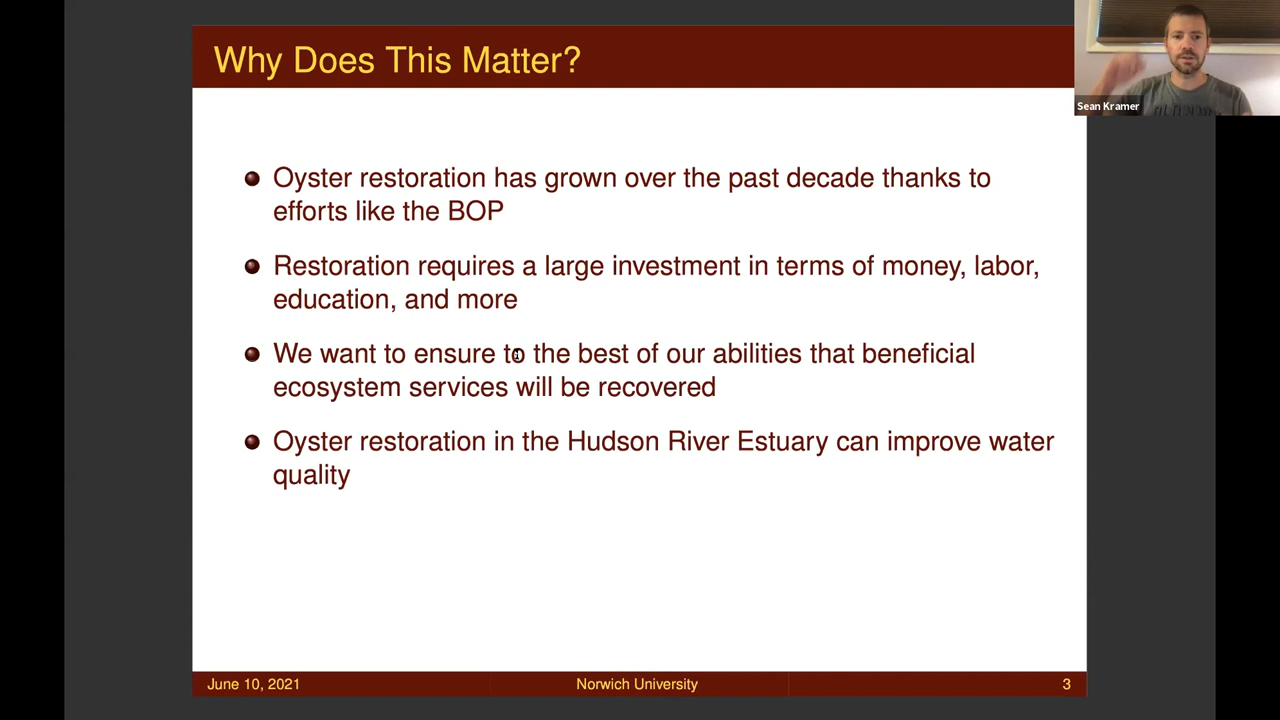 Why Does This Matter?
Sean Kramer
Oyster restoration has grown over the past decade thanks to
efforts like the BOP
Restoration requires a large investment in terms of money, labor,
education, and more
We want to ensure to the best of our abilities that beneficial
ecosystem services will be recovered
Oyster restoration in the Hudson River Estuary can improve water
quality
June 10, 2021
Norwich University
3